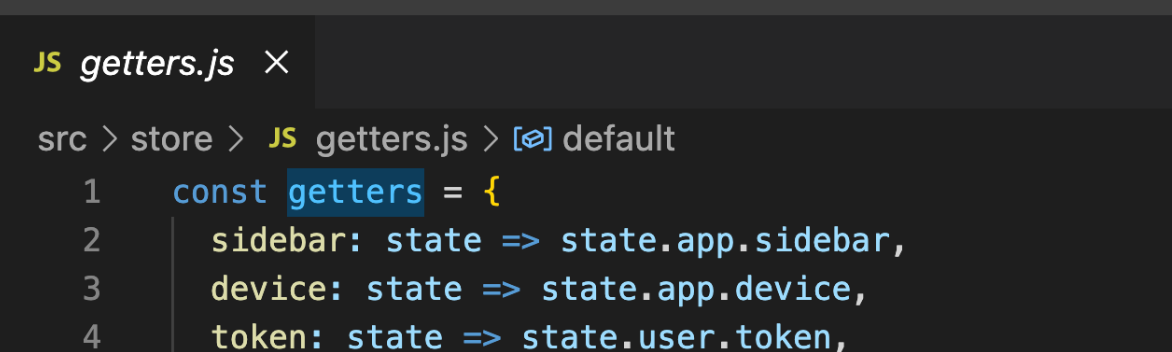 JS getters.js ×
src > store > JS getters.js > default
1 const getters = {
2 sidebar: state => state.app.sidebar,
3 device: state => state.app.device,
4 token: state => state.user.token,